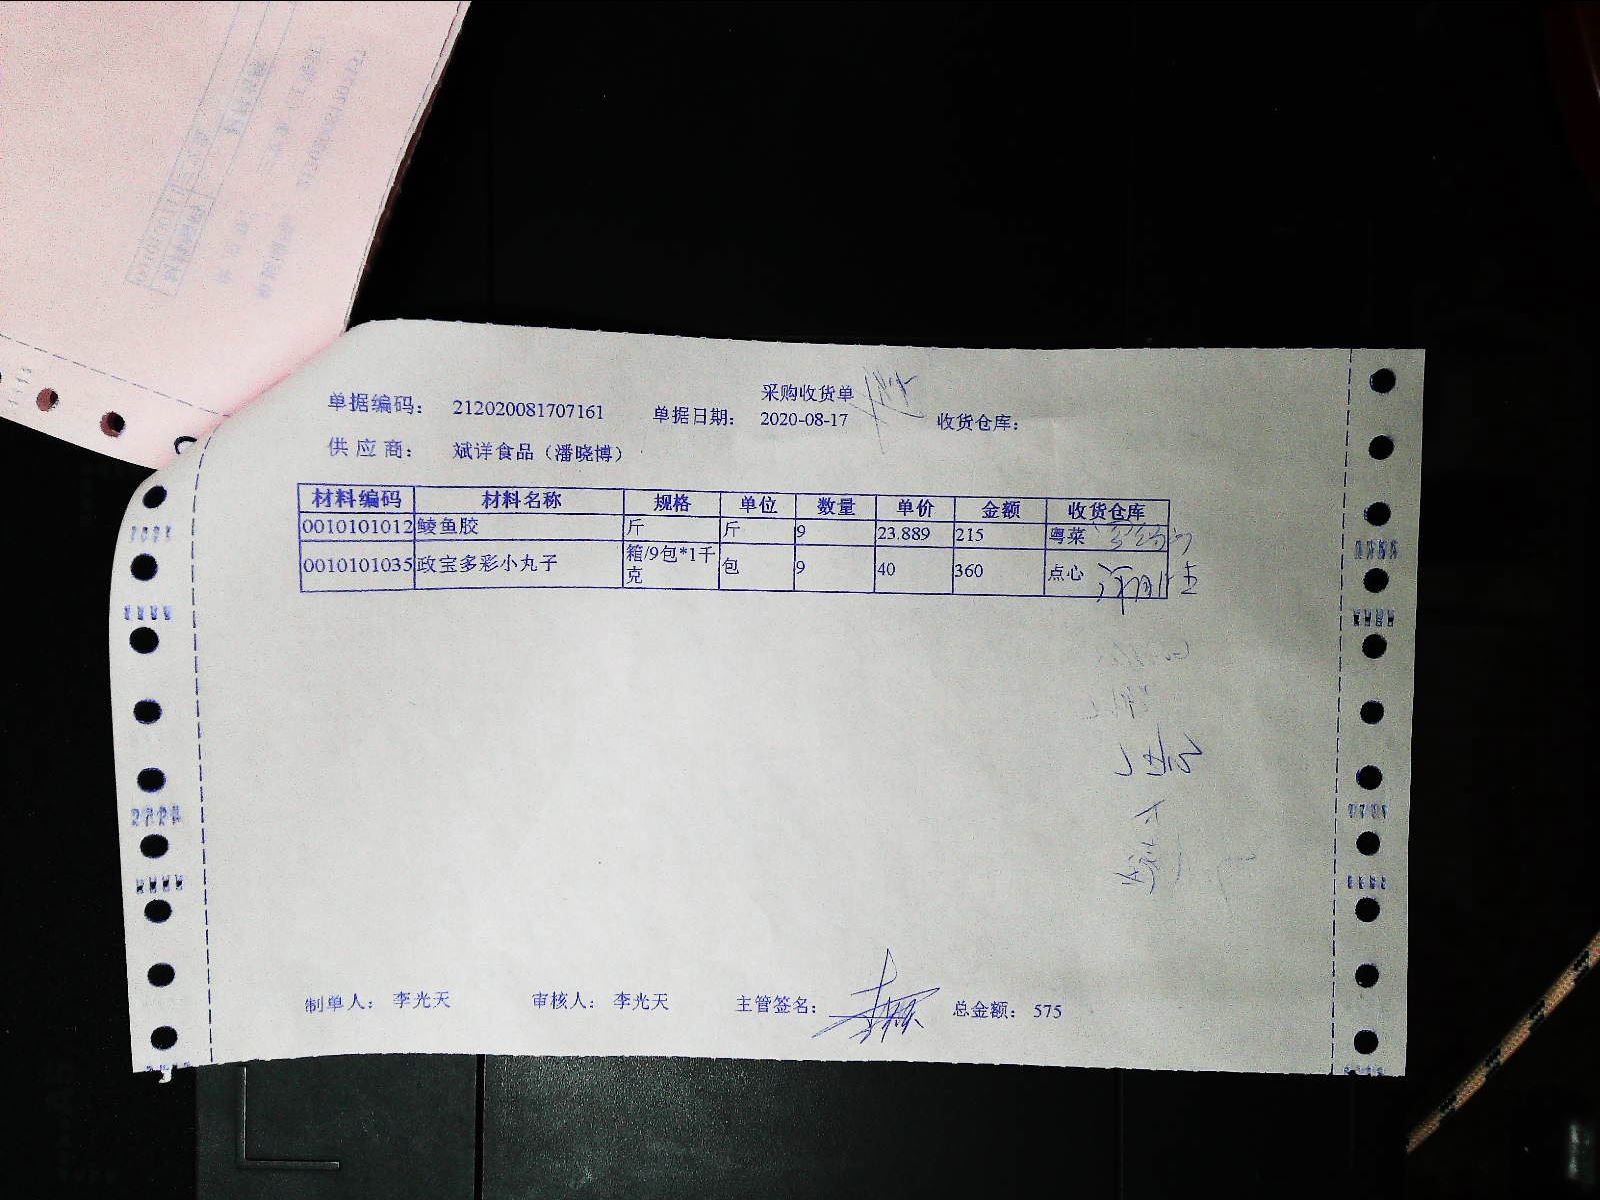 采购收货单
单据编码： 212020081707161 单据日期： 2020-08-17 收货仓库：
供应商： 斌详食品（潘晓博）
材料编码 材料名称 规格 单位 数量 单价 金额 收货仓库
0010101012 鲮鱼胶 斤 斤 9 23.889 215 粤菜
0010101035 政宝多彩小丸子 箱/9包*1千克 包 9 40 360 点心
制单人： 李光天 审核人： 李光天 主管签名： 总金额： 575